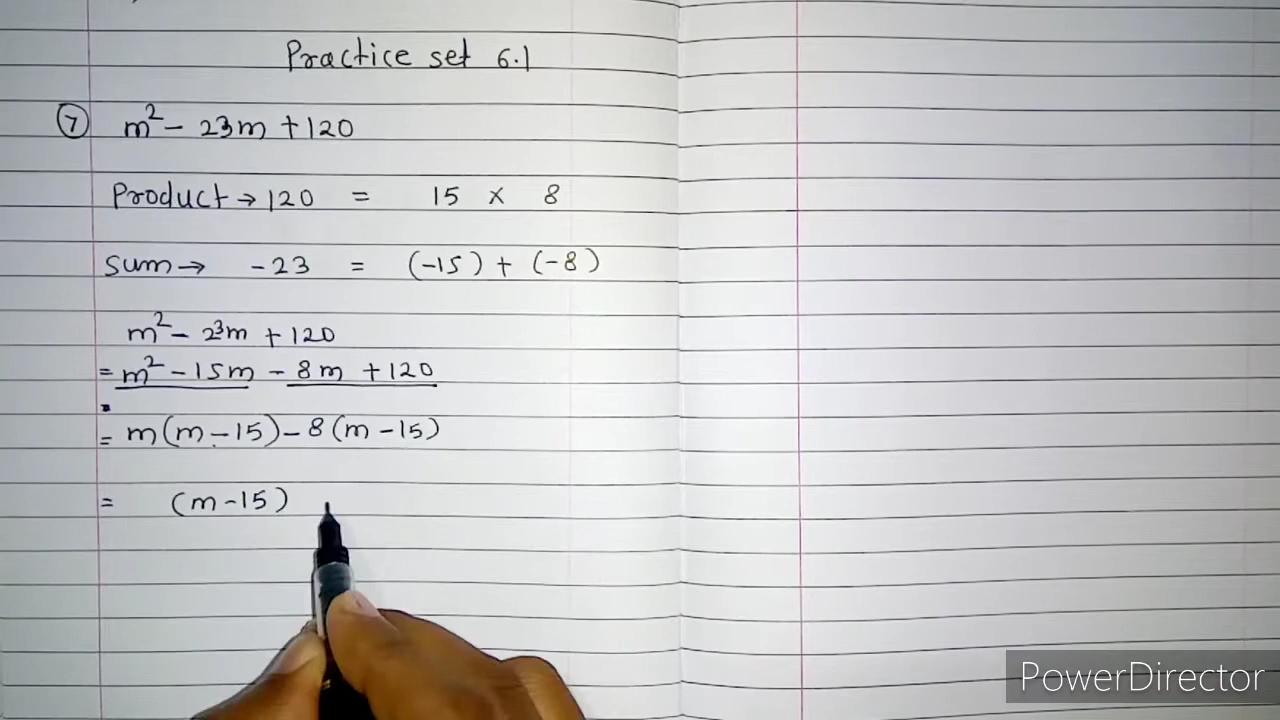 Practice set 6.1
7 m² - 23m + 120
Product → 120 = 15 × 8
Sum → -23 = (-15) + (-8)
m² - 23m + 120
= m² - 15m - 8m + 120
= m(m - 15) - 8(m - 15)
= (m - 15)
PowerDirector